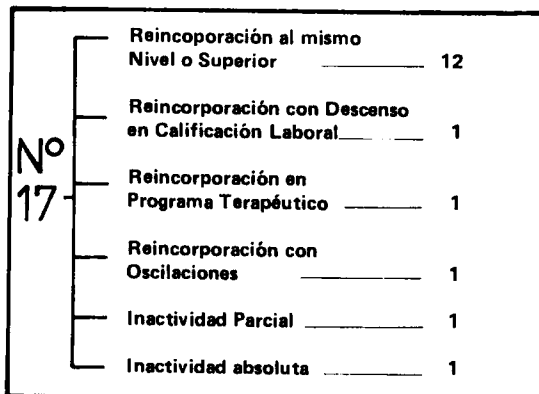 Reincoporación al mismo
Nivel o Superior 12
Reincorporación con Descenso
en Calificación Laboral 1
Nº
17
Reincorporación en
Programa Terapéutico 1
Reincorporación con
Oscilaciones 1
Inactividad Parcial 1
Inactividad absoluta 1